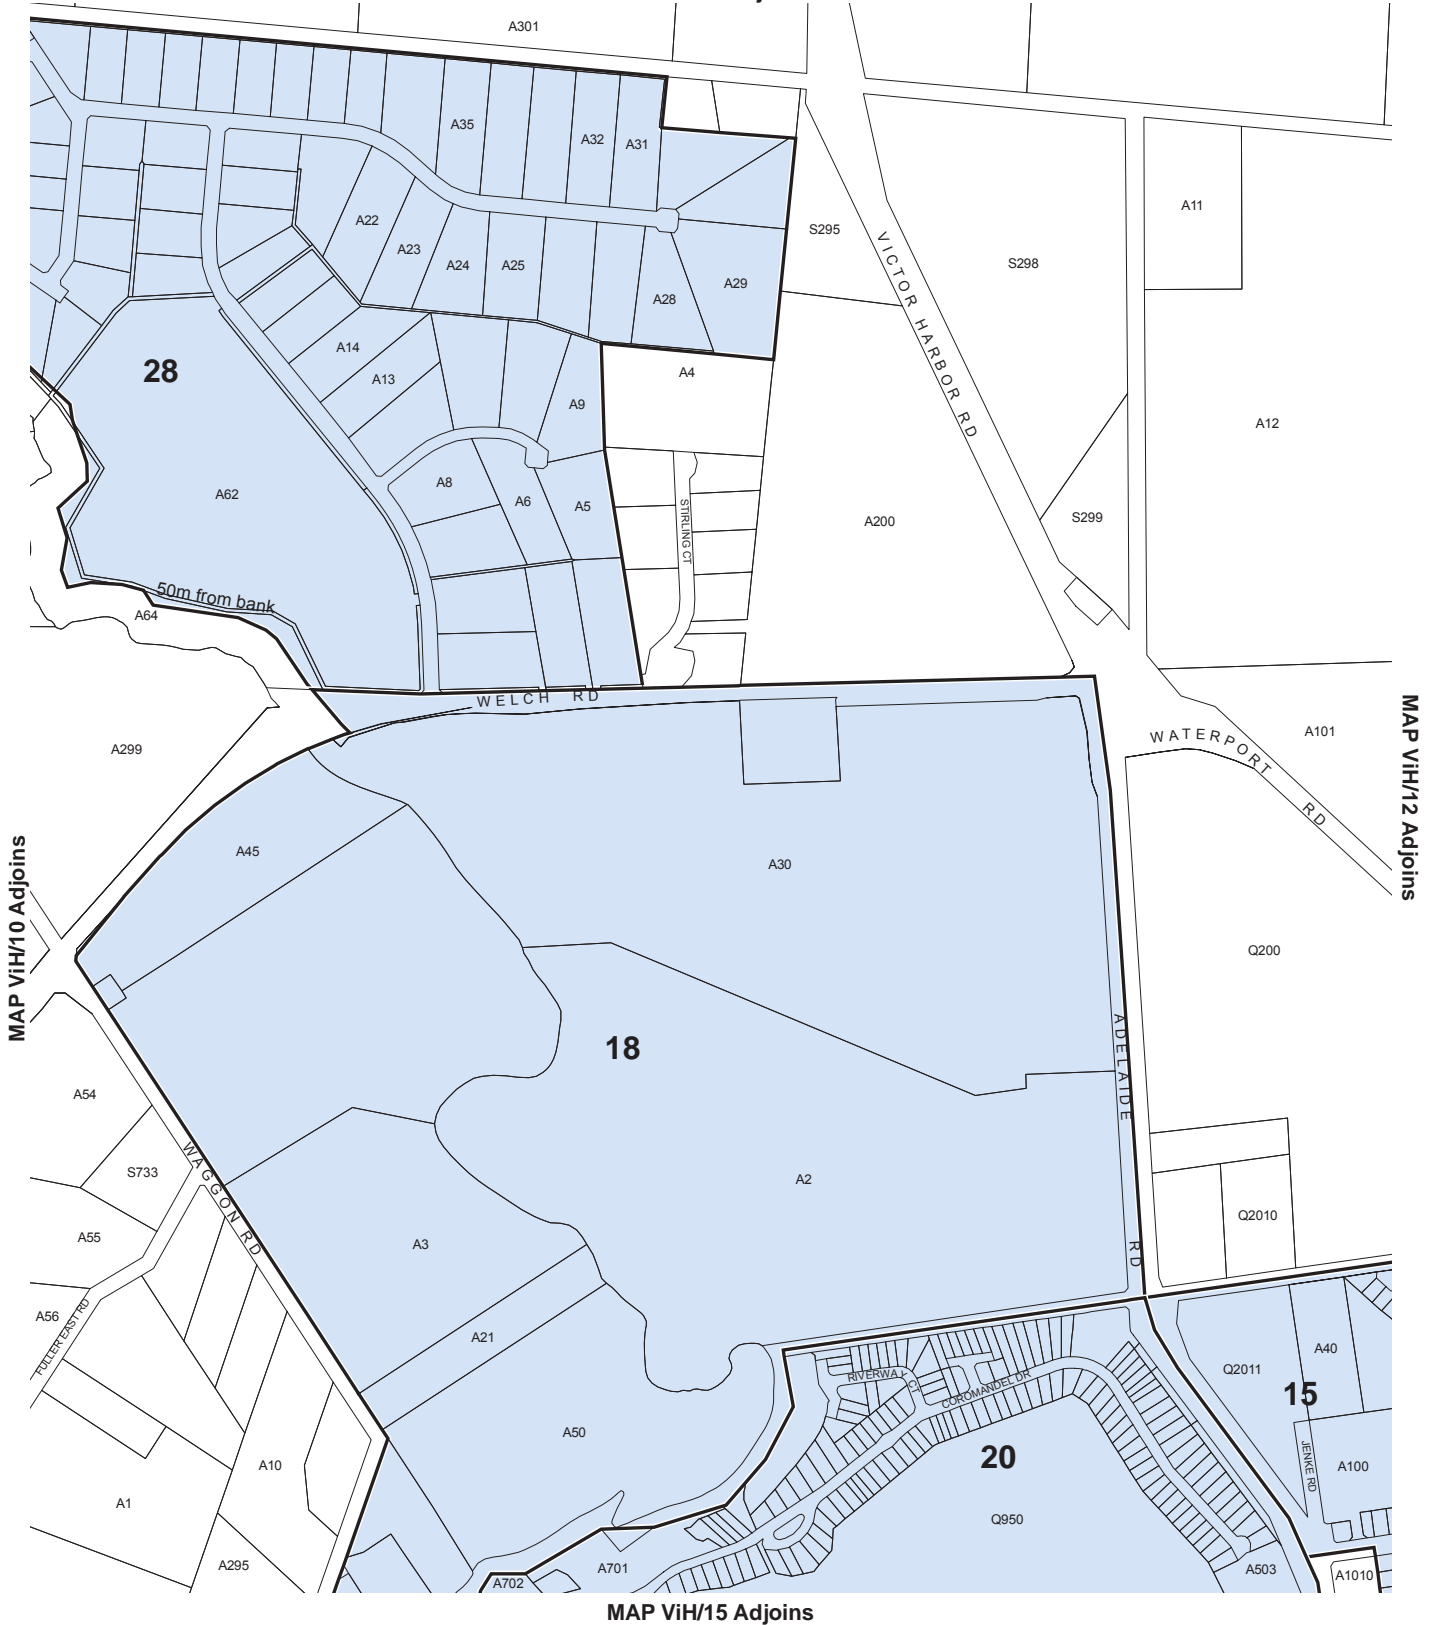 A301
A35
A32
A31
A11
A22
A23
A24
A25
S295
VICTOR HARBOR RD
S298
A28
A29
A14
A13
28
A4
A9
A12
A8
A6
A5
A62
STIRLING CT
A200
S299
50m from bank
A64
WELCH RD
A299
WATERPORT RD
A101
MAP ViH/12 Adjoins
A45
A30
MAP ViH/10 Adjoins
Q200
18
ADELAIDE RD
A54
S733
WAGGON RD
A2
Q2010
A55
A3
A56
FULLER EAST RD
A21
A40
Q2011
15
RIVERWAY CT
COROMANDEL DR
A50
20
JENKE RD
A100
A10
A1
Q950
A295
A701
A702
A503
A1010
MAP ViH/15 Adjoins